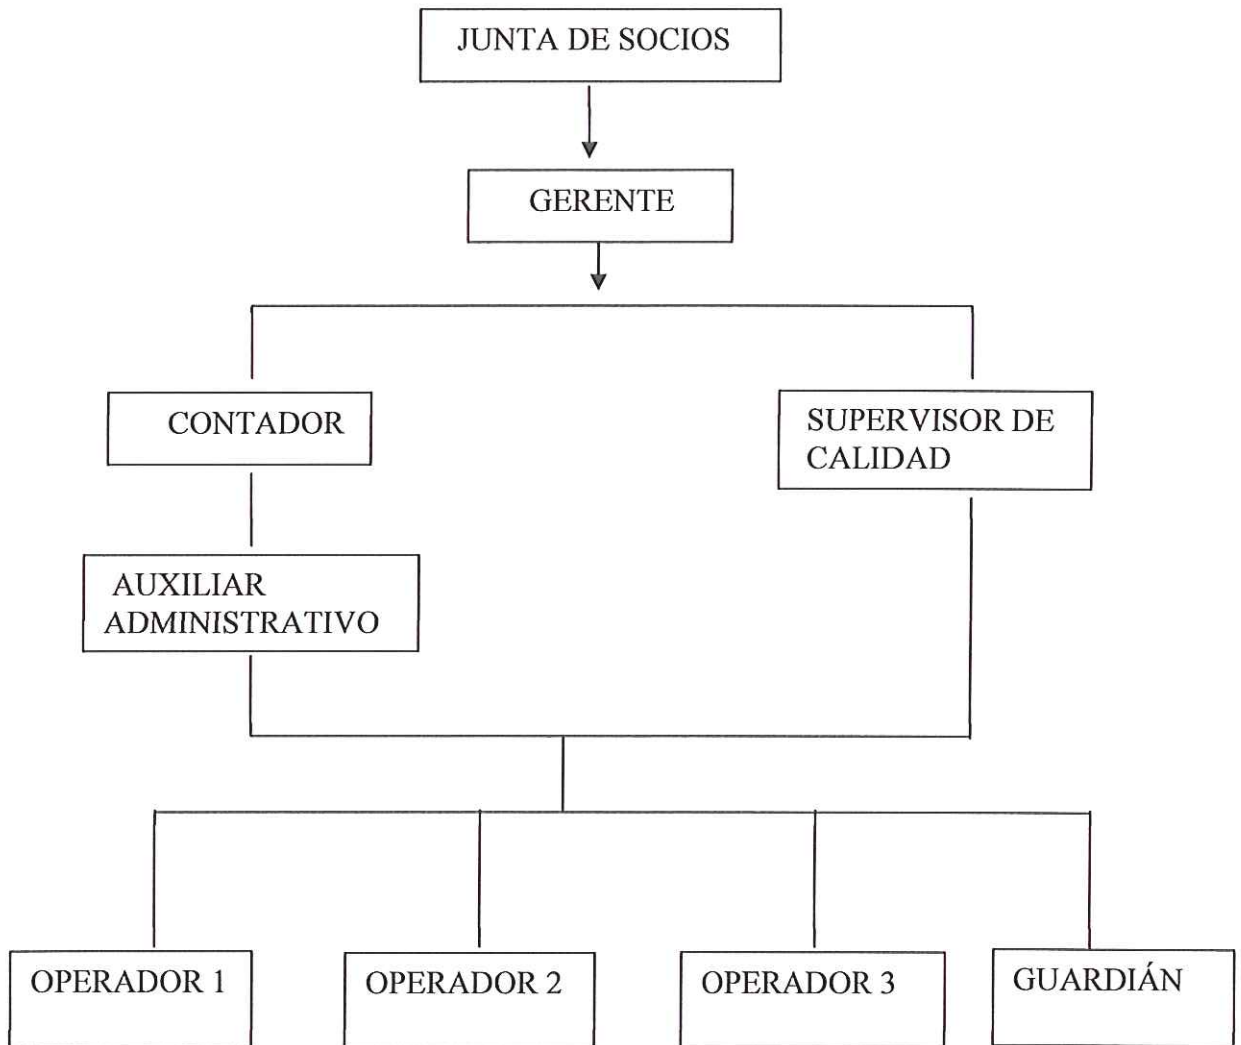 JUNTA DE SOCIOS
GERENTE
CONTADOR
SUPERVISOR DE
CALIDAD
AUXILIAR
ADMINISTRATIVO
OPERADOR 1
OPERADOR 2
OPERADOR 3
GUARDIÁN